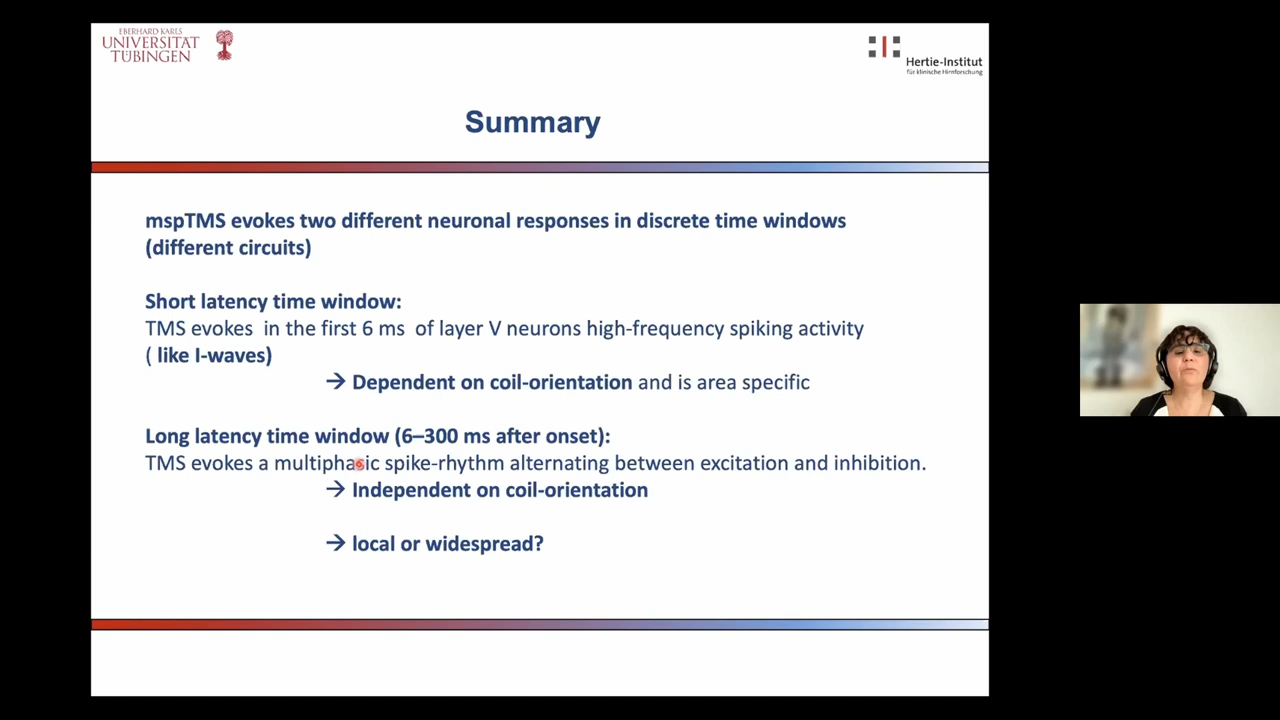 EBERHARD KARLS
UNIVERSITÄT
TÜBINGEN
Hertie-Institut
für klinische Hirnforschung
Summary
mspTMS evokes two different neuronal responses in discrete time windows
(different circuits)
Short latency time window:
TMS evokes in the first 6 ms of layer V neurons high-frequency spiking activity
( like I-waves)
→ Dependent on coil-orientation and is area specific
Long latency time window (6–300 ms after onset):
TMS evokes a multiphasic spike-rhythm alternating between excitation and inhibition.
→ Independent on coil-orientation
→ local or widespread?